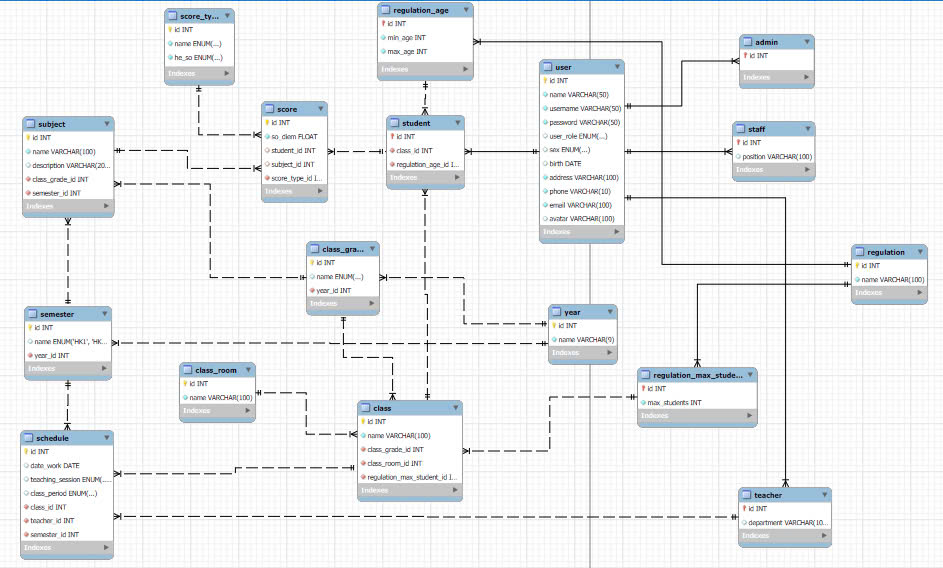 score_ty...
id INT
name ENUM(...)
he_so ENUM(...)
Indexes
regulation_age
id INT
min_age INT
max_age INT
Indexes
admin
id INT
Indexes
user
id INT
name VARCHAR(50)
username VARCHAR(50)
password VARCHAR(50)
user_role ENUM(...)
sex ENUM(...)
birth DATE
address VARCHAR(100)
phone VARCHAR(10)
email VARCHAR(100)
avatar VARCHAR(100)
Indexes
score
id INT
so_diem FLOAT
student_id INT
subject_id INT
score_type_id I...
Indexes
subject
id INT
name VARCHAR(100)
description VARCHAR(20...
class_grade_id INT
semester_id INT
Indexes
student
id INT
class_id INT
regulation_age_id I...
Indexes
staff
id INT
position VARCHAR(100)
Indexes
class_gra...
id INT
name ENUM(...)
year_id INT
Indexes
regulation
id INT
name VARCHAR(100)
Indexes
semester
id INT
name ENUM('HK1', 'HK...
year_id INT
Indexes
year
id INT
name VARCHAR(9)
Indexes
class_room
id INT
name VARCHAR(100)
Indexes
regulation_max_stude...
id INT
max_students INT
Indexes
class
id INT
name VARCHAR(100)
class_grade_id INT
class_room_id INT
regulation_max_student_id I...
Indexes
schedule
id INT
date_work DATE
teaching_session ENUM(.....
class_period ENUM(...)
class_id INT
teacher_id INT
semester_id INT
Indexes
teacher
id INT
department VARCHAR(10...
Indexes